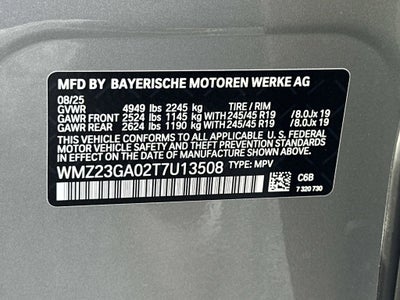 MFD BY BAYERISCHE MOTOREN WERKE AG
08/25
GVWR 4949 lbs 2245 kg TIRE / RIM
GAWR FRONT 2524 lbs 1145 kg WITH 245/45 R19 / 8.0Jx 19
GAWR REAR 2624 lbs 1190 kg WITH 245/45 R19 / 8.0Jx 19
THIS VEHICLE CONFORMS TO ALL APPLICABLE U.S. FEDERAL
MOTOR VEHICLE SAFETY AND THEFT PREVENTION STANDARDS
IN EFFECT ON THE DATE OF MANUFACTURE SHOWN ABOVE.
WMZ23GA02T7U13508 TYPE: MPV
C6B
7 320 730